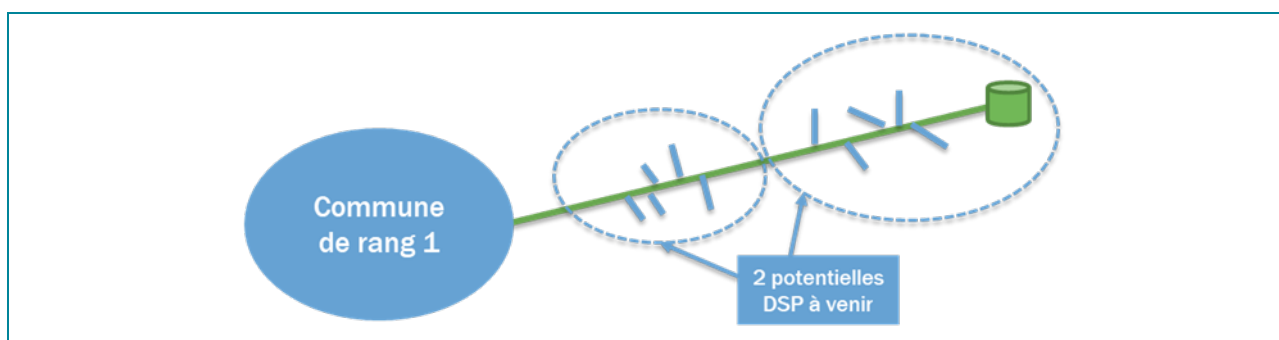 Commune
de rang 1
2 potentielles
DSP à venir